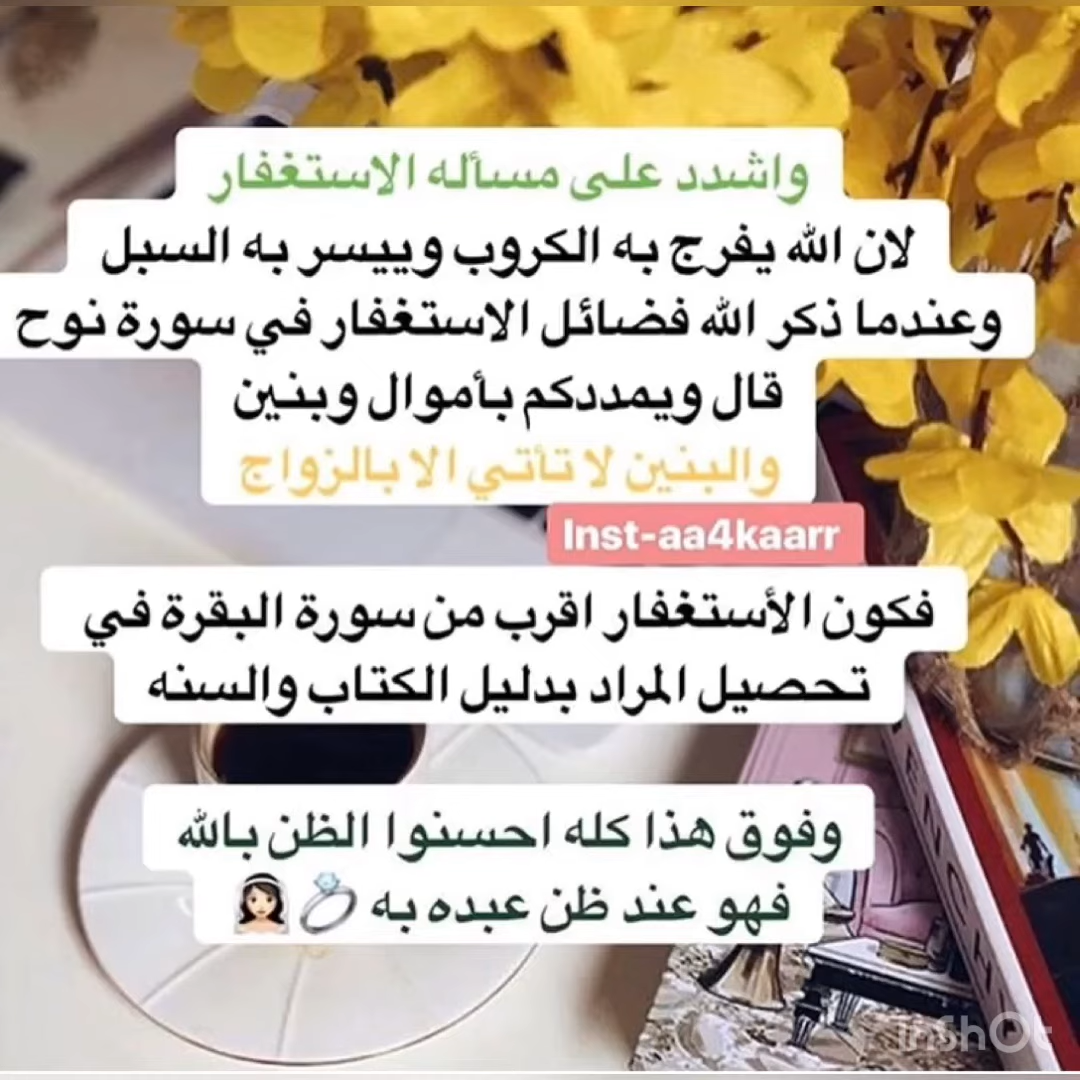 واشدد على مسأله الاستغفار
لان الله يفرج به الكروب وييسر به السبل
وعندما ذكر الله فضائل الاستغفار في سورة نوح
قال ويمددكم بأموال وبنين
والبنين لا تأتي الا بالزواج
Inst-aa4kaarr
فكون الأستغفار اقرب من سورة البقرة في
تحصيل المراد بدليل الكتاب والسنه
وفوق هذا كله احسنوا الظن بالله
فهو عند ظن عبده به 💍👰🏻
InShOt